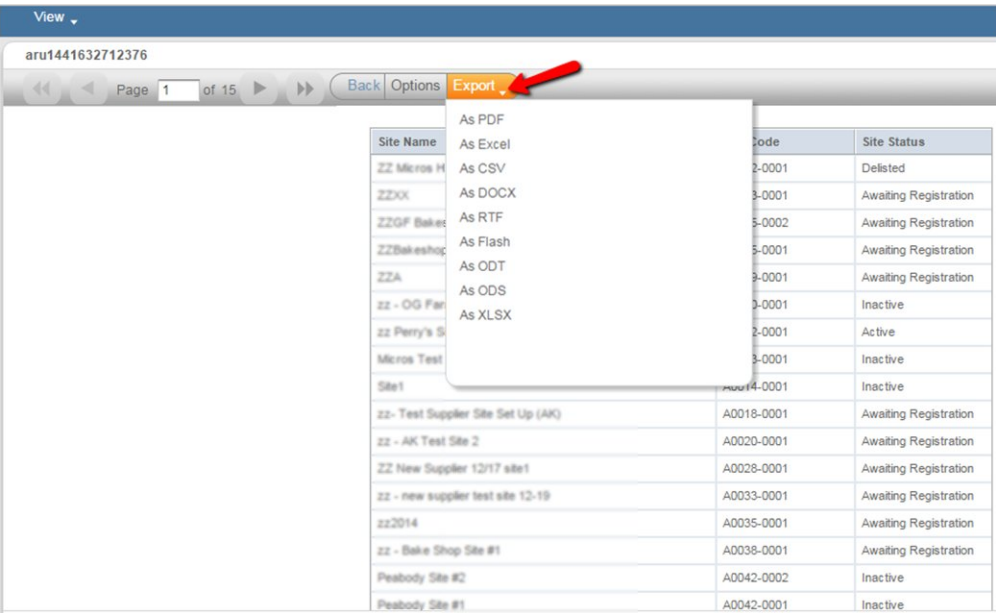 View
aru1441632712376
Page 1 of 15 Back Options Export
As PDF
As Excel
As CSV
As DOCX
As RTF
As Flash
As ODT
As ODS
As XLSX
Site Name Code Site Status
ZZ Micros H 2-0001 Delisted
ZZXX 3-0001 Awaiting Registration
ZZGF Bakes 5-0002 Awaiting Registration
ZZBakeshop 5-0001 Awaiting Registration
ZZA 9-0001 Awaiting Registration
zz - OG Far 0-0001 Inactive
zz Perry's S 2-0001 Active
Micros Test 3-0001 Inactive
Site1 A0014-0001 Inactive
zz- Test Supplier Site Set Up (AK) A0018-0001 Awaiting Registration
zz - AK Test Site 2 A0020-0001 Awaiting Registration
ZZ New Supplier 12/17 site1 A0028-0001 Awaiting Registration
zz - new supplier test site 12-19 A0033-0001 Awaiting Registration
zz2014 A0035-0001 Awaiting Registration
zz - Bake Shop Site #1 A0038-0001 Awaiting Registration
Peabody Site #2 A0042-0002 Inactive
Peabody Site #1 A0042-0001 Inactive